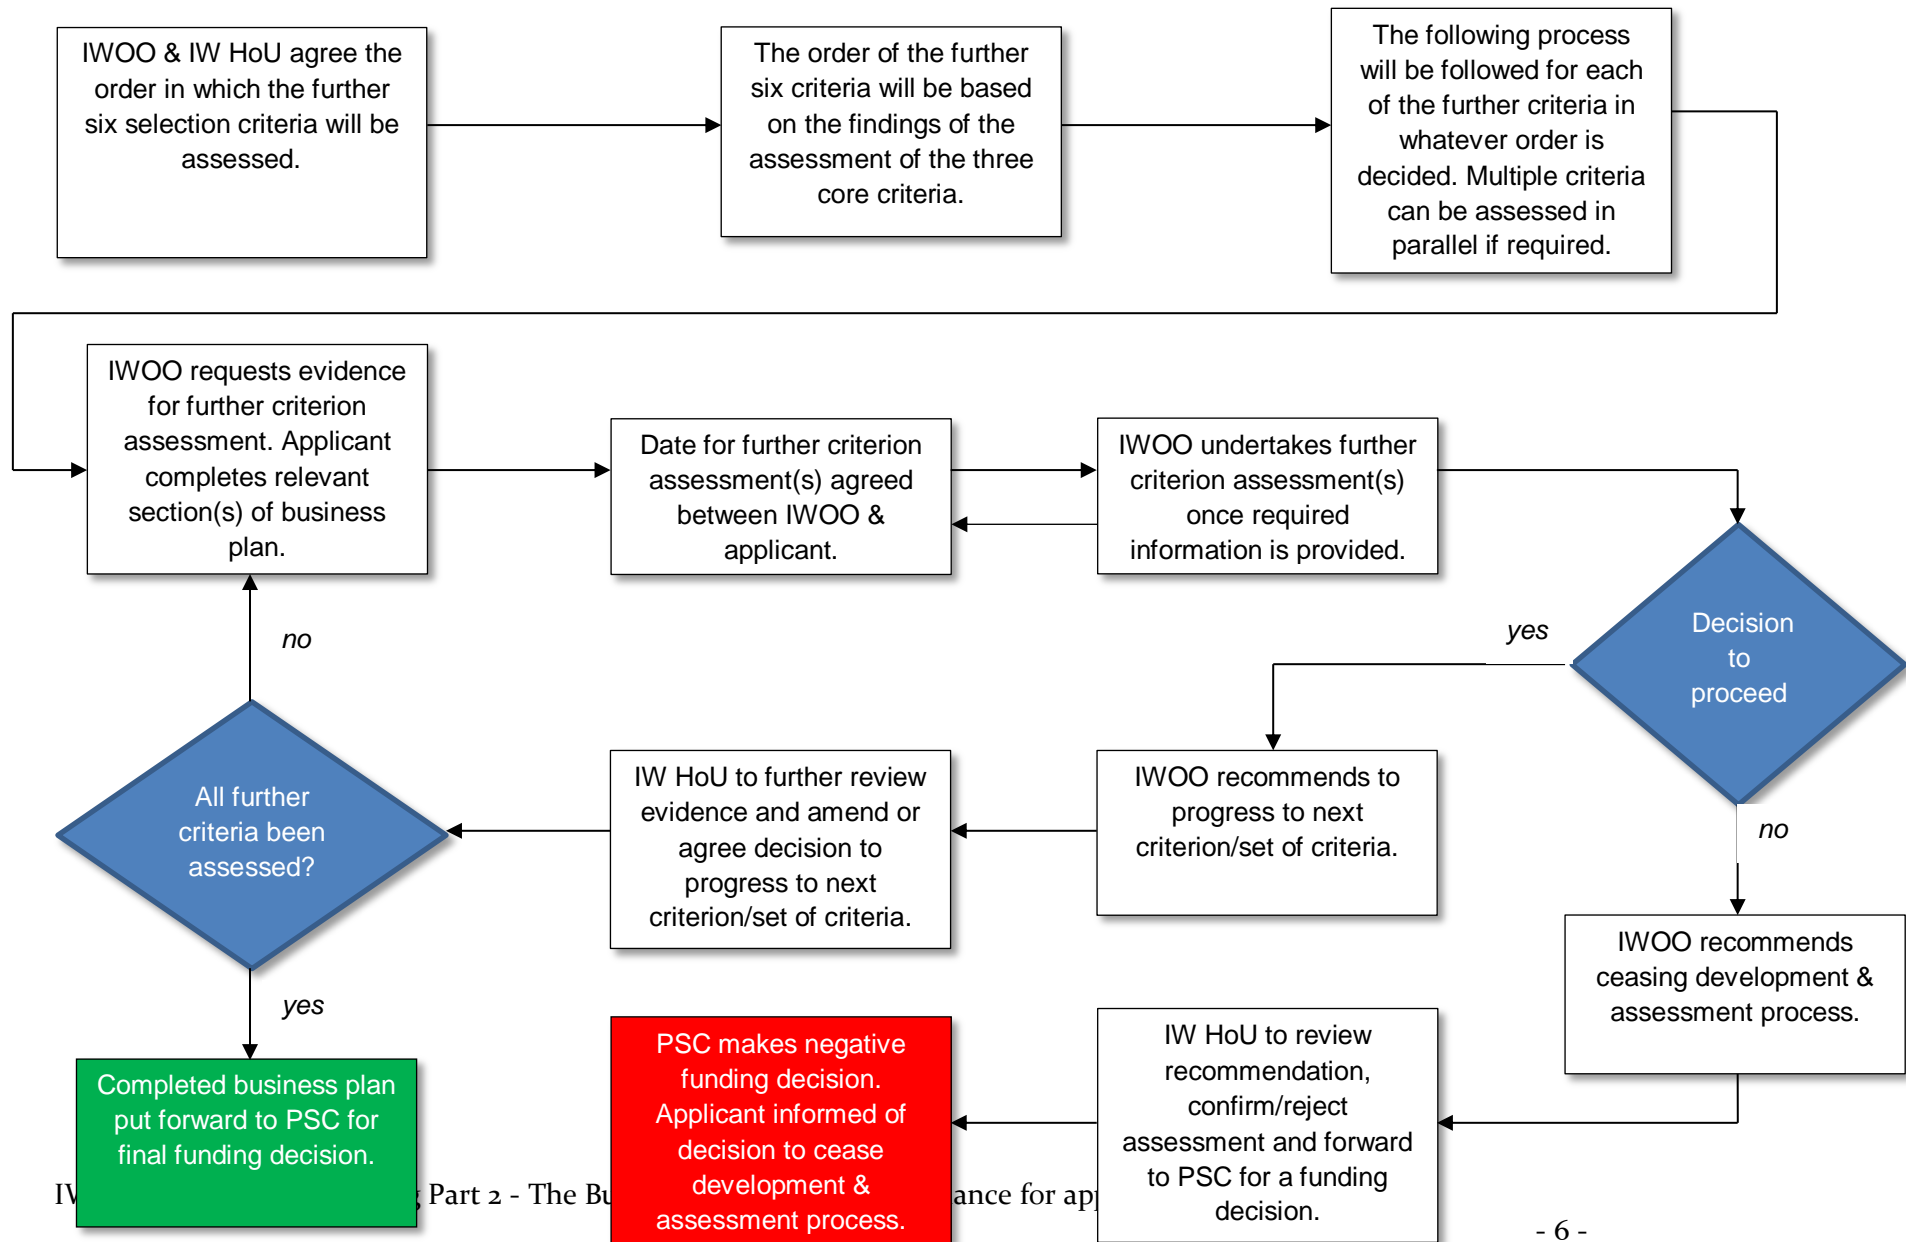 IWOO & IW HoU agree the
order in which the further
six selection criteria will be
assessed.
The order of the further
six criteria will be based
on the findings of the
assessment of the three
core criteria.
The following process
will be followed for each
of the further criteria in
whatever order is
decided. Multiple criteria
can be assessed in
parallel if required.
IWOO requests evidence
for further criterion
assessment. Applicant
completes relevant
section(s) of business
plan.
Date for further criterion
assessment(s) agreed
between IWOO &
applicant.
IWOO undertakes further
criterion assessment(s)
once required
information is provided.
Decision
to
proceed
yes
no
no
All further
criteria been
assessed?
IW HoU to further review
evidence and amend or
agree decision to
progress to next
criterion/set of criteria.
IWOO recommends to
progress to next
criterion/set of criteria.
IWOO recommends
ceasing development &
assessment process.
yes
Completed business plan
put forward to PSC for
final funding decision.
PSC makes negative
funding decision.
Applicant informed of
decision to cease
development &
assessment process.
IW HoU to review
recommendation,
confirm/reject
assessment and forward
to PSC for a funding
decision.
Part 2 - The
- 6 -